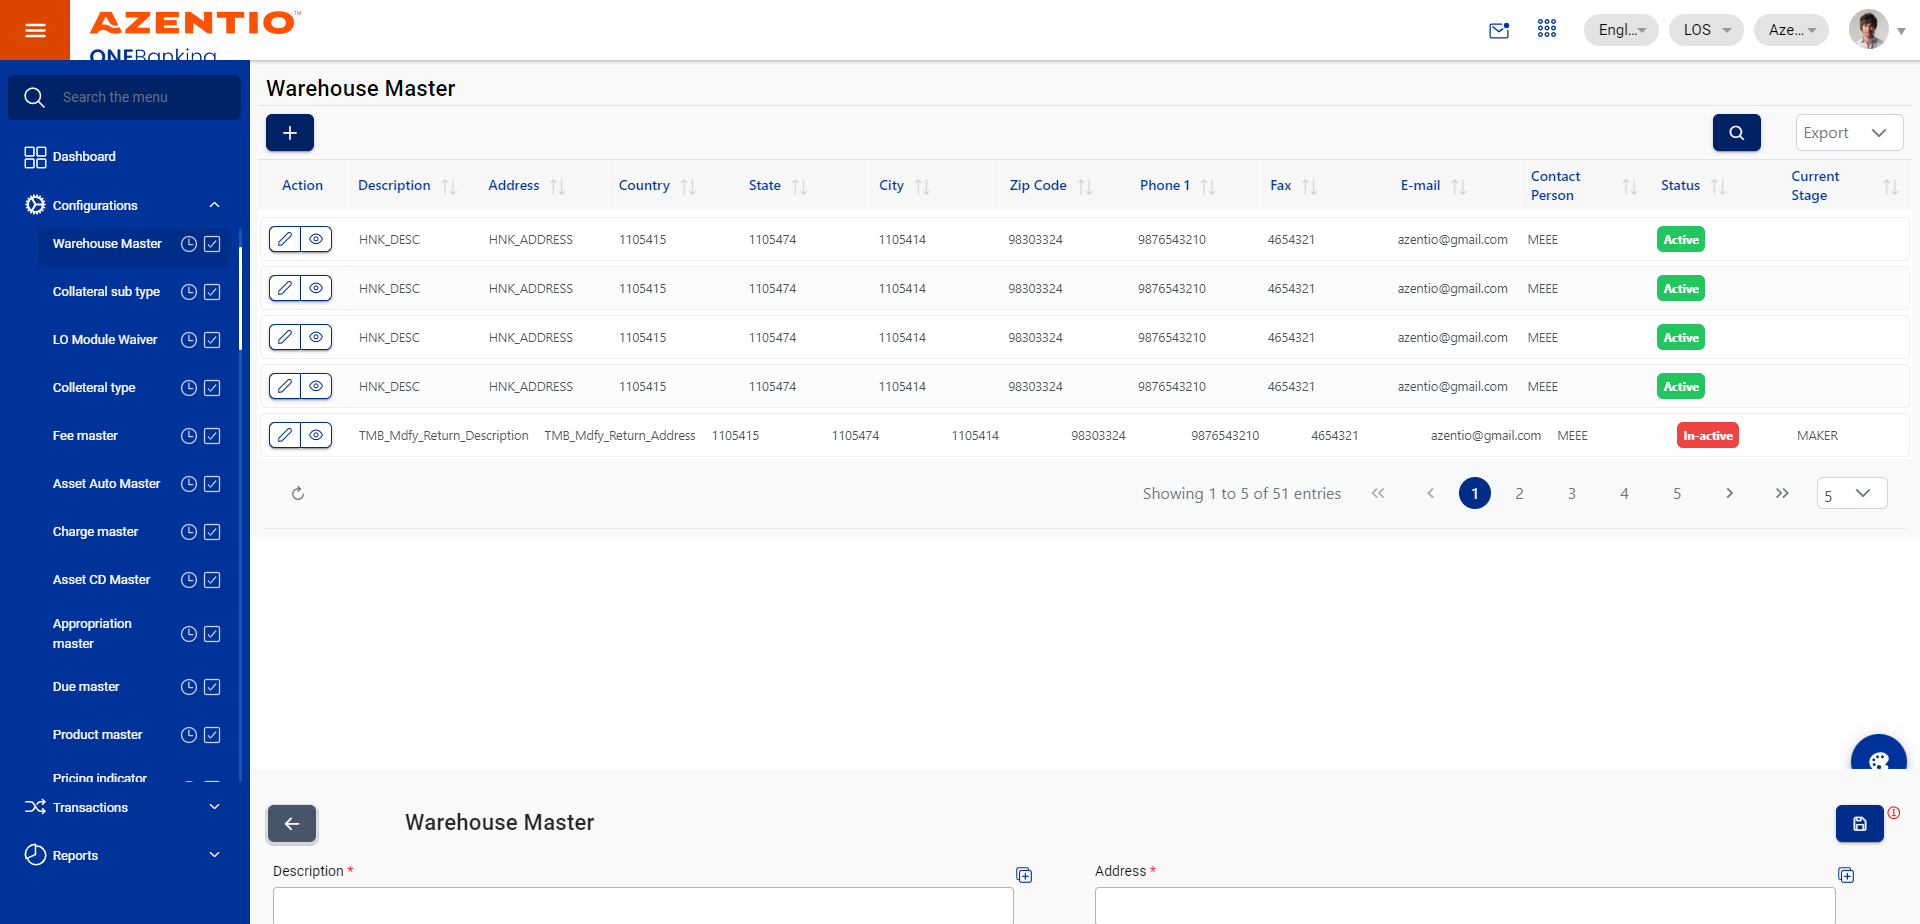 AZENTIO™
ONEBanking
Engl...
LOS
Aze...
Search the menu
Dashboard
Configurations
Warehouse Master
Collateral sub type
LO Module Waiver
Colleteral type
Fee master
Asset Auto Master
Charge master
Asset CD Master
Appropriation
master
Due master
Product master
Pricing indicator
Transactions
Reports
Warehouse Master
Export
Action Description Address Country State City Zip Code Phone 1 Fax E-mail Contact Person Status Current Stage
HNK_DESC HNK_ADDRESS 1105415 1105474 1105414 98303324 9876543210 4654321 azentio@gmail.com MEEE Active
HNK_DESC HNK_ADDRESS 1105415 1105474 1105414 98303324 9876543210 4654321 azentio@gmail.com MEEE Active
HNK_DESC HNK_ADDRESS 1105415 1105474 1105414 98303324 9876543210 4654321 azentio@gmail.com MEEE Active
HNK_DESC HNK_ADDRESS 1105415 1105474 1105414 98303324 9876543210 4654321 azentio@gmail.com MEEE Active
TMB_Mdfy_Return_Description TMB_Mdfy_Return_Address 1105415 1105474 1105414 98303324 9876543210 4654321 azentio@gmail.com MEEE In-active MAKER
Showing 1 to 5 of 51 entries 1 2 3 4 5 5
Warehouse Master
Description * Address *